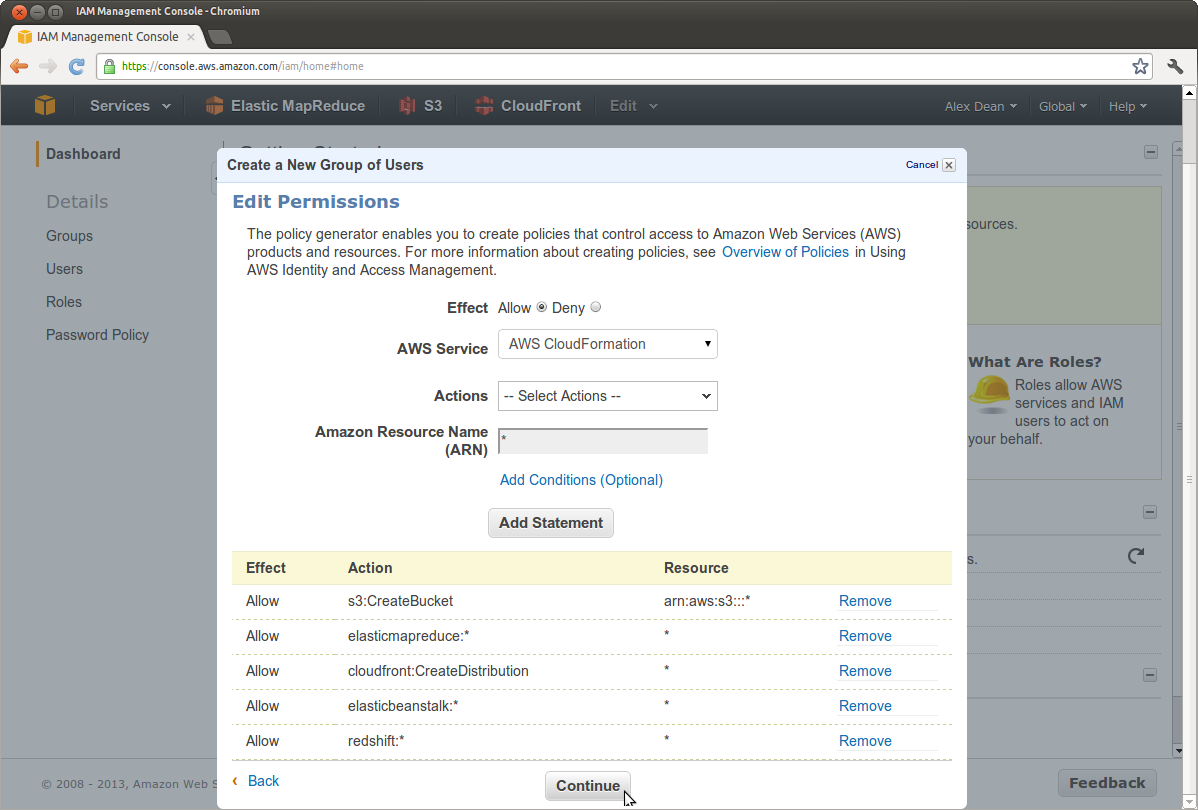 IAM Management Console - Chromium
IAM Management Console
https://console.aws.amazon.com/iam/home#home
Services
Elastic MapReduce
S3
CloudFront
Edit
Alex Dean
Global
Help
Dashboard
Details
Groups
Users
Roles
Password Policy
Create a New Group of Users
Cancel
Edit Permissions
The policy generator enables you to create policies that control access to Amazon Web Services (AWS)
products and resources. For more information about creating policies, see Overview of Policies in Using
AWS Identity and Access Management.
Effect Allow Deny
AWS Service AWS CloudFormation
Actions -- Select Actions --
Amazon Resource Name
(ARN) *
Add Conditions (Optional)
Add Statement
Effect Action Resource
Allow s3:CreateBucket arn:aws:s3:::* Remove
Allow elasticmapreduce:* * Remove
Allow cloudfront:CreateDistribution * Remove
Allow elasticbeanstalk:* * Remove
Allow redshift:* * Remove
Back
Continue
sources.
What Are Roles?
Roles allow AWS
services and IAM
users to act on
your behalf.
s.
© 2008 - 2013, Amazon Web S
Feedback